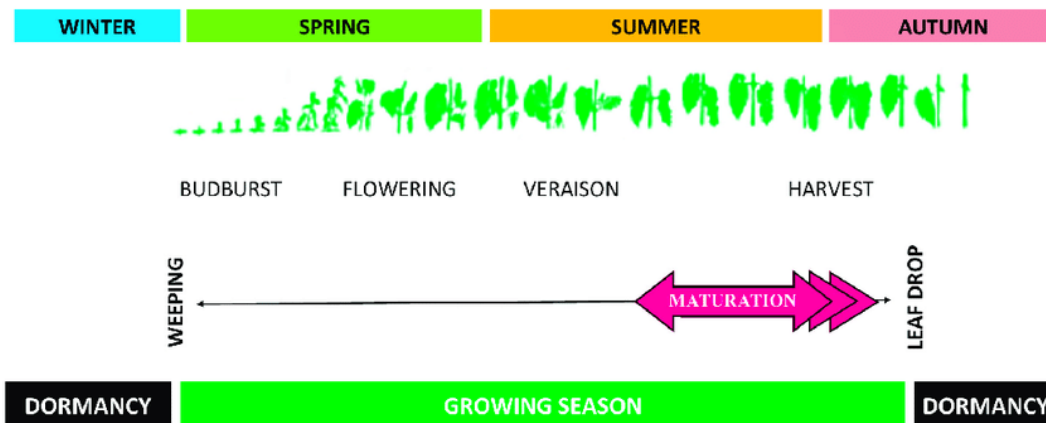 WINTER
SPRING
SUMMER
AUTUMN
BUDBURST
FLOWERING
VERAISON
HARVEST
WEEPING
MATURATION
LEAF DROP
DORMANCY
GROWING SEASON
DORMANCY